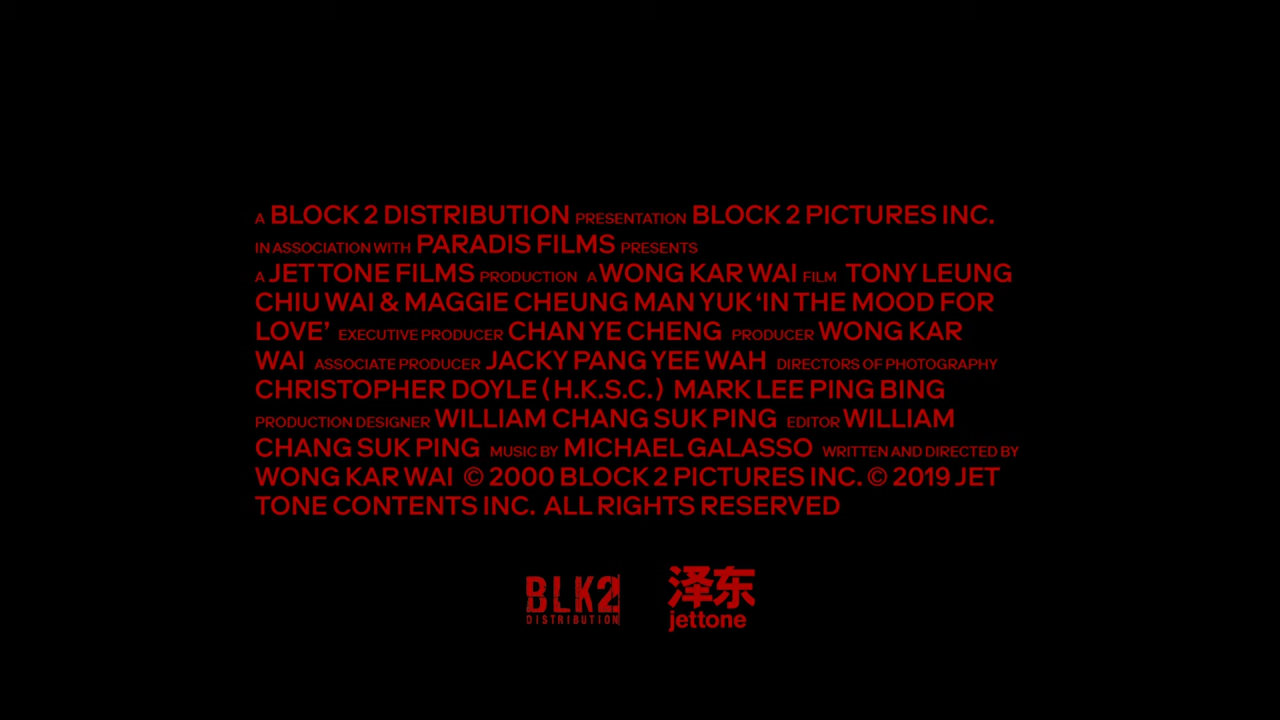 A BLOCK 2 DISTRIBUTION PRESENTATION BLOCK 2 PICTURES INC.
IN ASSOCIATION WITH PARADIS FILMS PRESENTS
A JET TONE FILMS PRODUCTION A WONG KAR WAI FILM TONY LEUNG
CHIU WAI & MAGGIE CHEUNG MAN YUK ‘IN THE MOOD FOR
LOVE’ EXECUTIVE PRODUCER CHAN YE CHENG PRODUCER WONG KAR
WAI ASSOCIATE PRODUCER JACKY PANG YEE WAH DIRECTORS OF PHOTOGRAPHY
CHRISTOPHER DOYLE ( H.K.S.C. ) MARK LEE PING BING
PRODUCTION DESIGNER WILLIAM CHANG SUK PING EDITOR WILLIAM
CHANG SUK PING MUSIC BY MICHAEL GALASSO WRITTEN AND DIRECTED BY
WONG KAR WAI © 2000 BLOCK 2 PICTURES INC. © 2019 JET
TONE CONTENTS INC. ALL RIGHTS RESERVED
BLK2
DISTRIBUTION
泽东
jettone